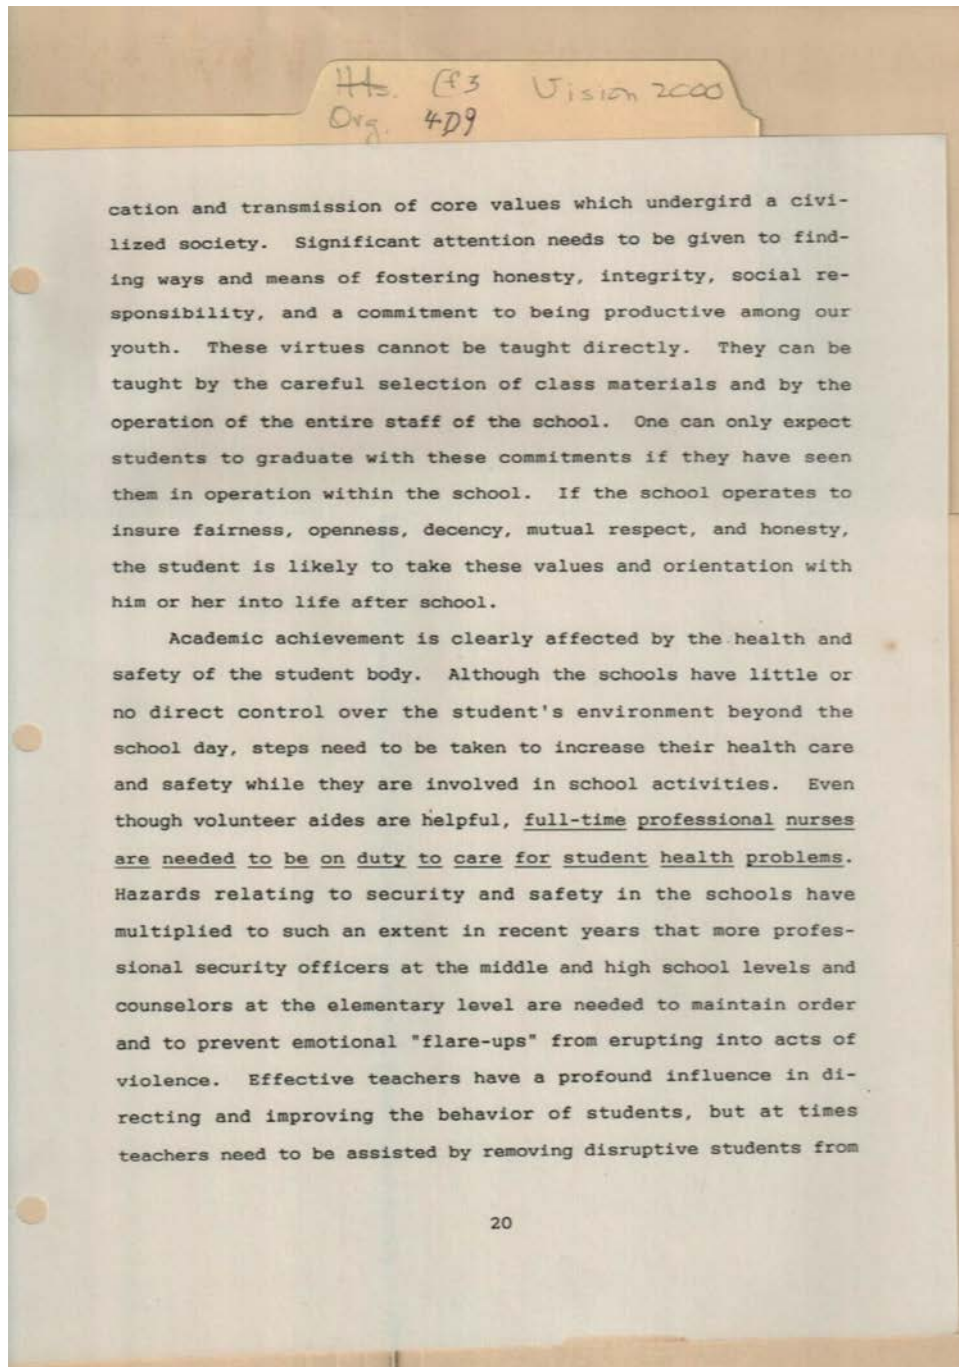 Hts. Cf3 Vision 2000
Org. 4D9
cation and transmission of core values which undergird a civi-
lized society. Significant attention needs to be given to find-
ing ways and means of fostering honesty, integrity, social re-
sponsibility, and a commitment to being productive among our
youth. These virtues cannot be taught directly. They can be
taught by the careful selection of class materials and by the
operation of the entire staff of the school. One can only expect
students to graduate with these commitments if they have seen
them in operation within the school. If the school operates to
insure fairness, openness, decency, mutual respect, and honesty,
the student is likely to take these values and orientation with
him or her into life after school.
Academic achievement is clearly affected by the health and
safety of the student body. Although the schools have little or
no direct control over the student's environment beyond the
school day, steps need to be taken to increase their health care
and safety while they are involved in school activities. Even
though volunteer aides are helpful, full-time professional nurses
are needed to be on duty to care for student health problems.
Hazards relating to security and safety in the schools have
multiplied to such an extent in recent years that more profes-
sional security officers at the middle and high school levels and
counselors at the elementary level are needed to maintain order
and to prevent emotional "flare-ups" from erupting into acts of
violence. Effective teachers have a profound influence in di-
recting and improving the behavior of students, but at times
teachers need to be assisted by removing disruptive students from
20